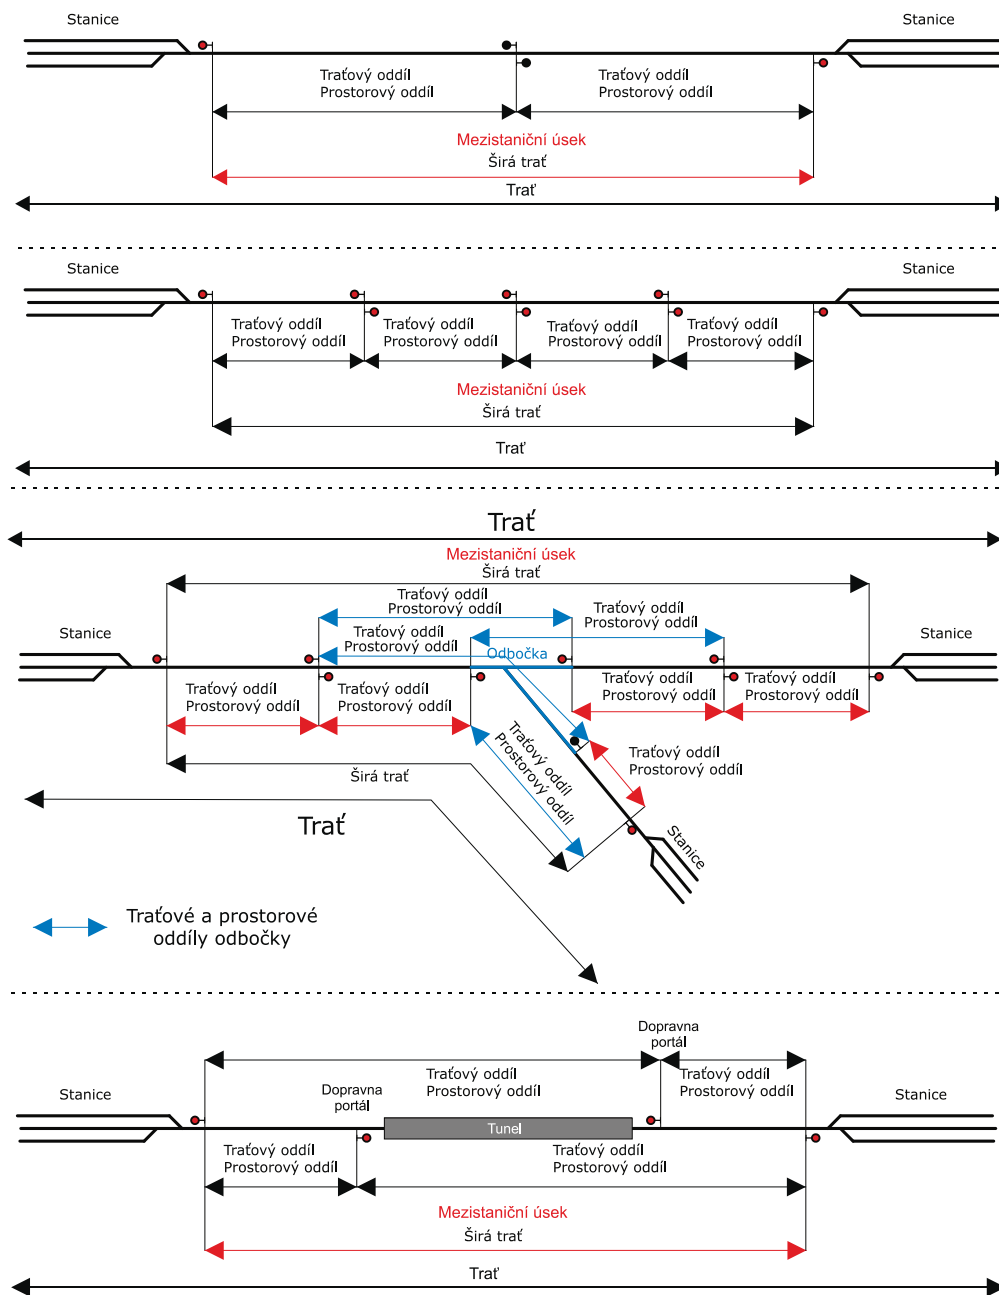 Stanice
Stanice
Traťový oddíl
Prostorový oddíl
Traťový oddíl
Prostorový oddíl
Mezistaniční úsek
Širá trať
Trať
Stanice
Stanice
Traťový oddíl
Prostorový oddíl
Traťový oddíl
Prostorový oddíl
Traťový oddíl
Prostorový oddíl
Traťový oddíl
Prostorový oddíl
Mezistaniční úsek
Širá trať
Trať
Trať
Mezistaniční úsek
Širá trať
Traťový oddíl
Prostorový oddíl
Traťový oddíl
Prostorový oddíl
Stanice
Traťový oddíl
Prostorový oddíl
Odbočka
Stanice
Traťový oddíl
Prostorový oddíl
Traťový oddíl
Prostorový oddíl
Traťový oddíl
Prostorový oddíl
Traťový oddíl
Prostorový oddíl
Traťový oddíl
Prostorový oddíl
Traťový oddíl
Prostorový oddíl
Širá trať
Trať
Stanice
Traťové a prostorové
oddíly odbočky
Dopravna
portál
Traťový oddíl
Prostorový oddíl
Traťový oddíl
Prostorový oddíl
Stanice
Dopravna
portál
Stanice
Tunel
Traťový oddíl
Prostorový oddíl
Traťový oddíl
Prostorový oddíl
Mezistaniční úsek
Širá trať
Trať